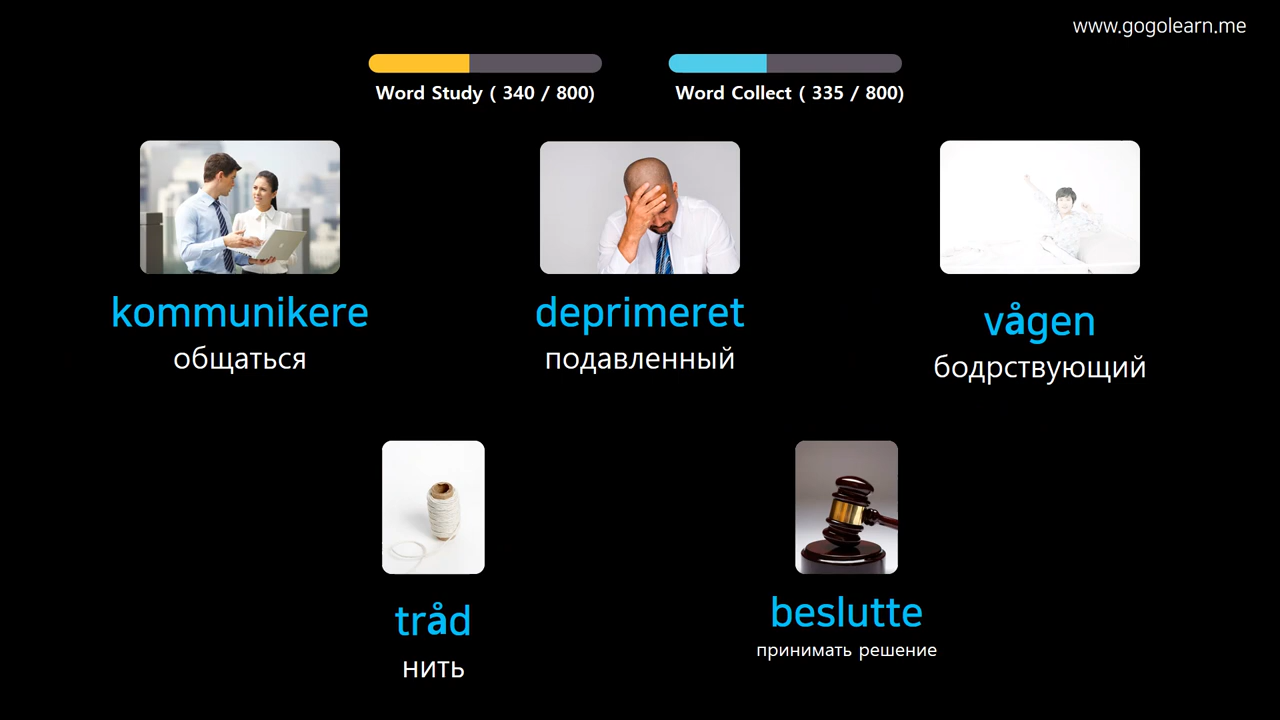 www.gogolearn.me
Word Study ( 340 / 800)
Word Collect ( 335 / 800)
kommunikere
общаться
deprimeret
подавленный
vågen
бодрствующий
tråd
нить
beslutte
принимать решение